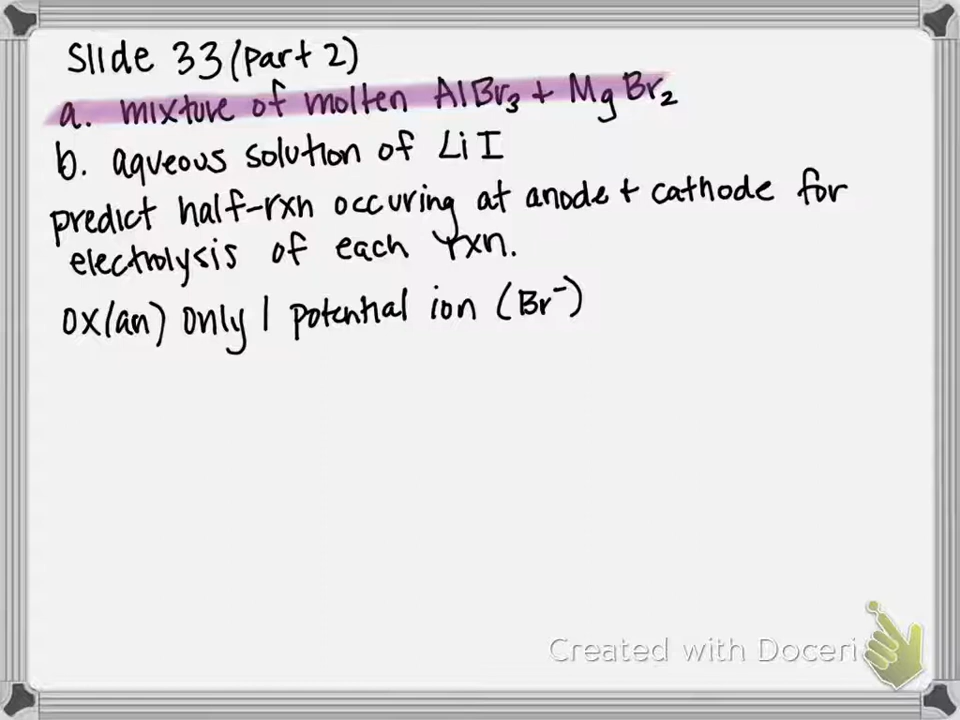 Slide 33 (part 2)
a. mixture of molten AlBr₃ + MgBr₂
b. aqueous solution of LiI
predict half-rxn occuring at anode + cathode for
electrolysis of each rxn.
ox(an) only 1 potential ion (Br⁻)
Created with Doceri